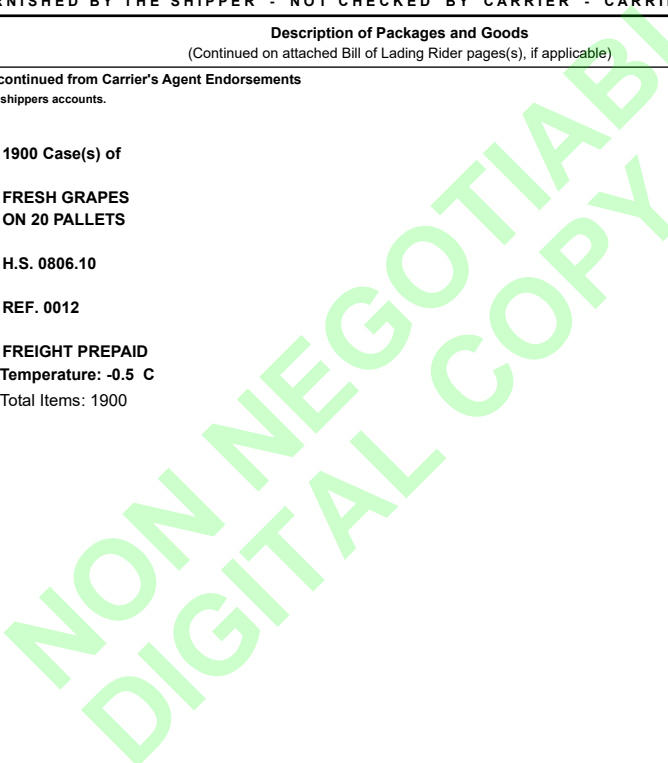 RNISHED BY THE SHIPPER - NOT CHECKED BY CARRIER - CARRI
Description of Packages and Goods
(Continued on attached Bill of Lading Rider pages(s), if applicable)
continued from Carrier's Agent Endorsements
shippers accounts.
1900 Case(s) of
FRESH GRAPES
ON 20 PALLETS
H.S. 0806.10
REF. 0012
FREIGHT PREPAID
Temperature: -0.5 C
Total Items: 1900
NON NEGOTIABL
DIGITAL COPY